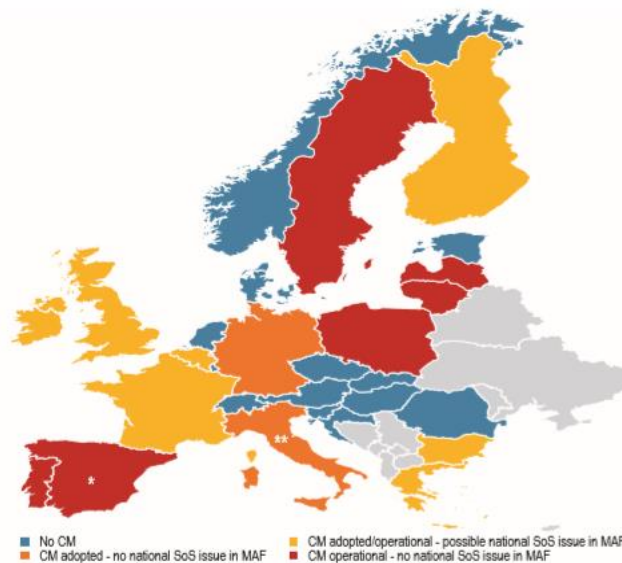 *
**
No CM
CM adopted - no national SoS issue in MAF
CM adopted/operational - possible national SoS issue in MAF
CM operational - no national SoS issue in MAF